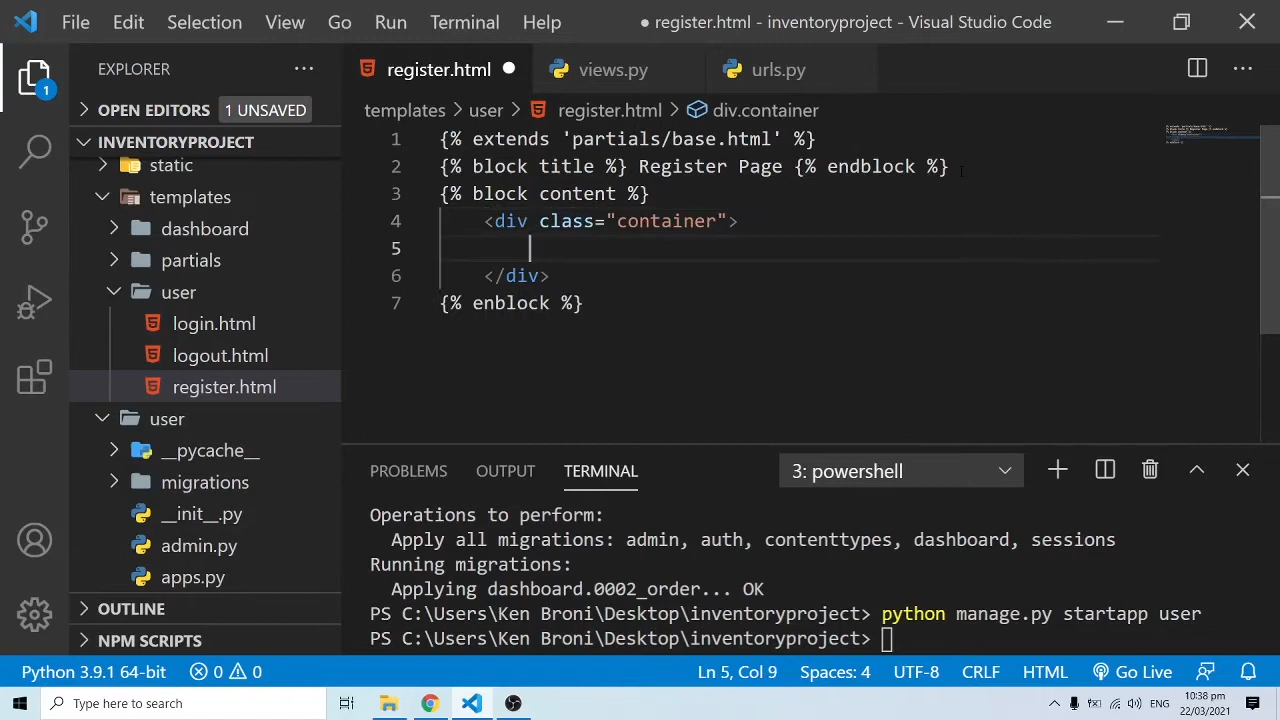 File Edit Selection View Go Run Terminal Help ● register.html - inventoryproject - Visual Studio Code
EXPLORER ···
1
OPEN EDITORS 1 UNSAVED
INVENTORYPROJECT
static
templates
dashboard
partials
user
login.html
logout.html
register.html
user
__pycache__
migrations
__init__.py
admin.py
apps.py
OUTLINE
NPM SCRIPTS
register.html ● views.py urls.py
templates > user > register.html > div.container
1 {% extends 'partials/base.html' %}
2 {% block title %} Register Page {% endblock %}
3 {% block content %}
4 <div class="container">
5
6 </div>
7 {% enblock %}
PROBLEMS OUTPUT TERMINAL 3: powershell
Operations to perform:
Apply all migrations: admin, auth, contenttypes, dashboard, sessions
Running migrations:
Applying dashboard.0002_order... OK
PS C:\Users\Ken Broni\Desktop\inventoryproject> python manage.py startapp user
PS C:\Users\Ken Broni\Desktop\inventoryproject>
Python 3.9.1 64-bit 0 0 Ln 5, Col 9 Spaces: 4 UTF-8 CRLF HTML Go Live
Type here to search ENG 10:38 pm
22/03/2021